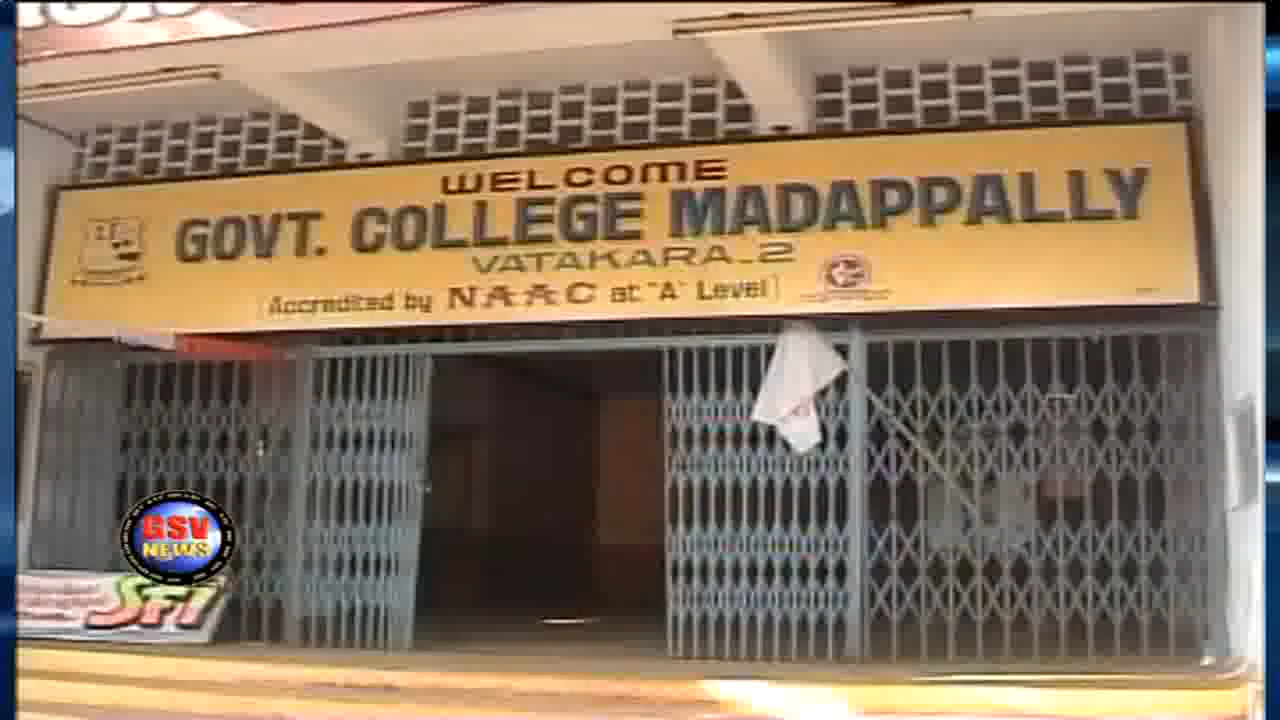 WELCOME
GOVT. COLLEGE MADAPPALLY
VATAKARA_2
Accredited by NAAC at "A" Level
GSV
NEWS
SFI